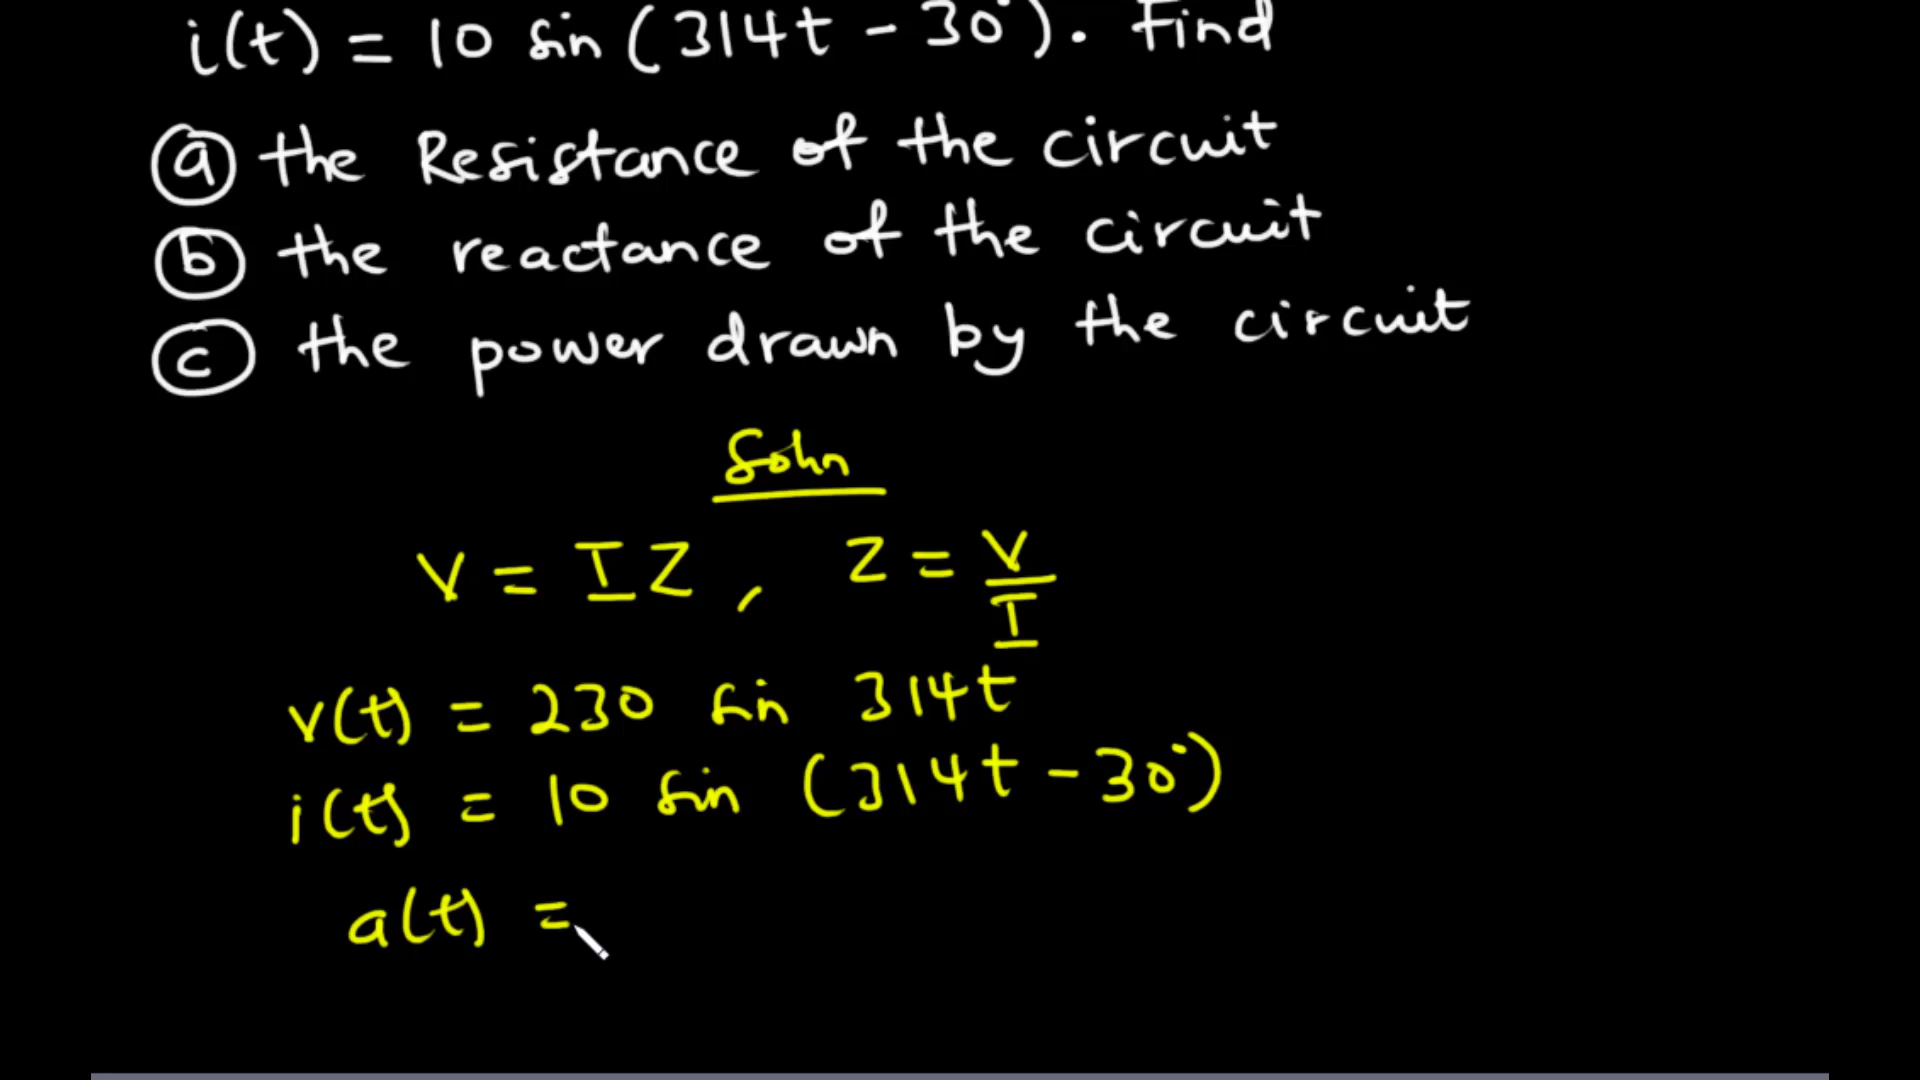 i(t) = 10 sin (314t - 30°). Find
(a) the Resistance of the circuit
(b) the reactance of the circuit
(c) the power drawn by the circuit
Soln
V = IZ, Z = V/I
v(t) = 230 sin 314t
i(t) = 10 sin (314t - 30°)
a(t) =